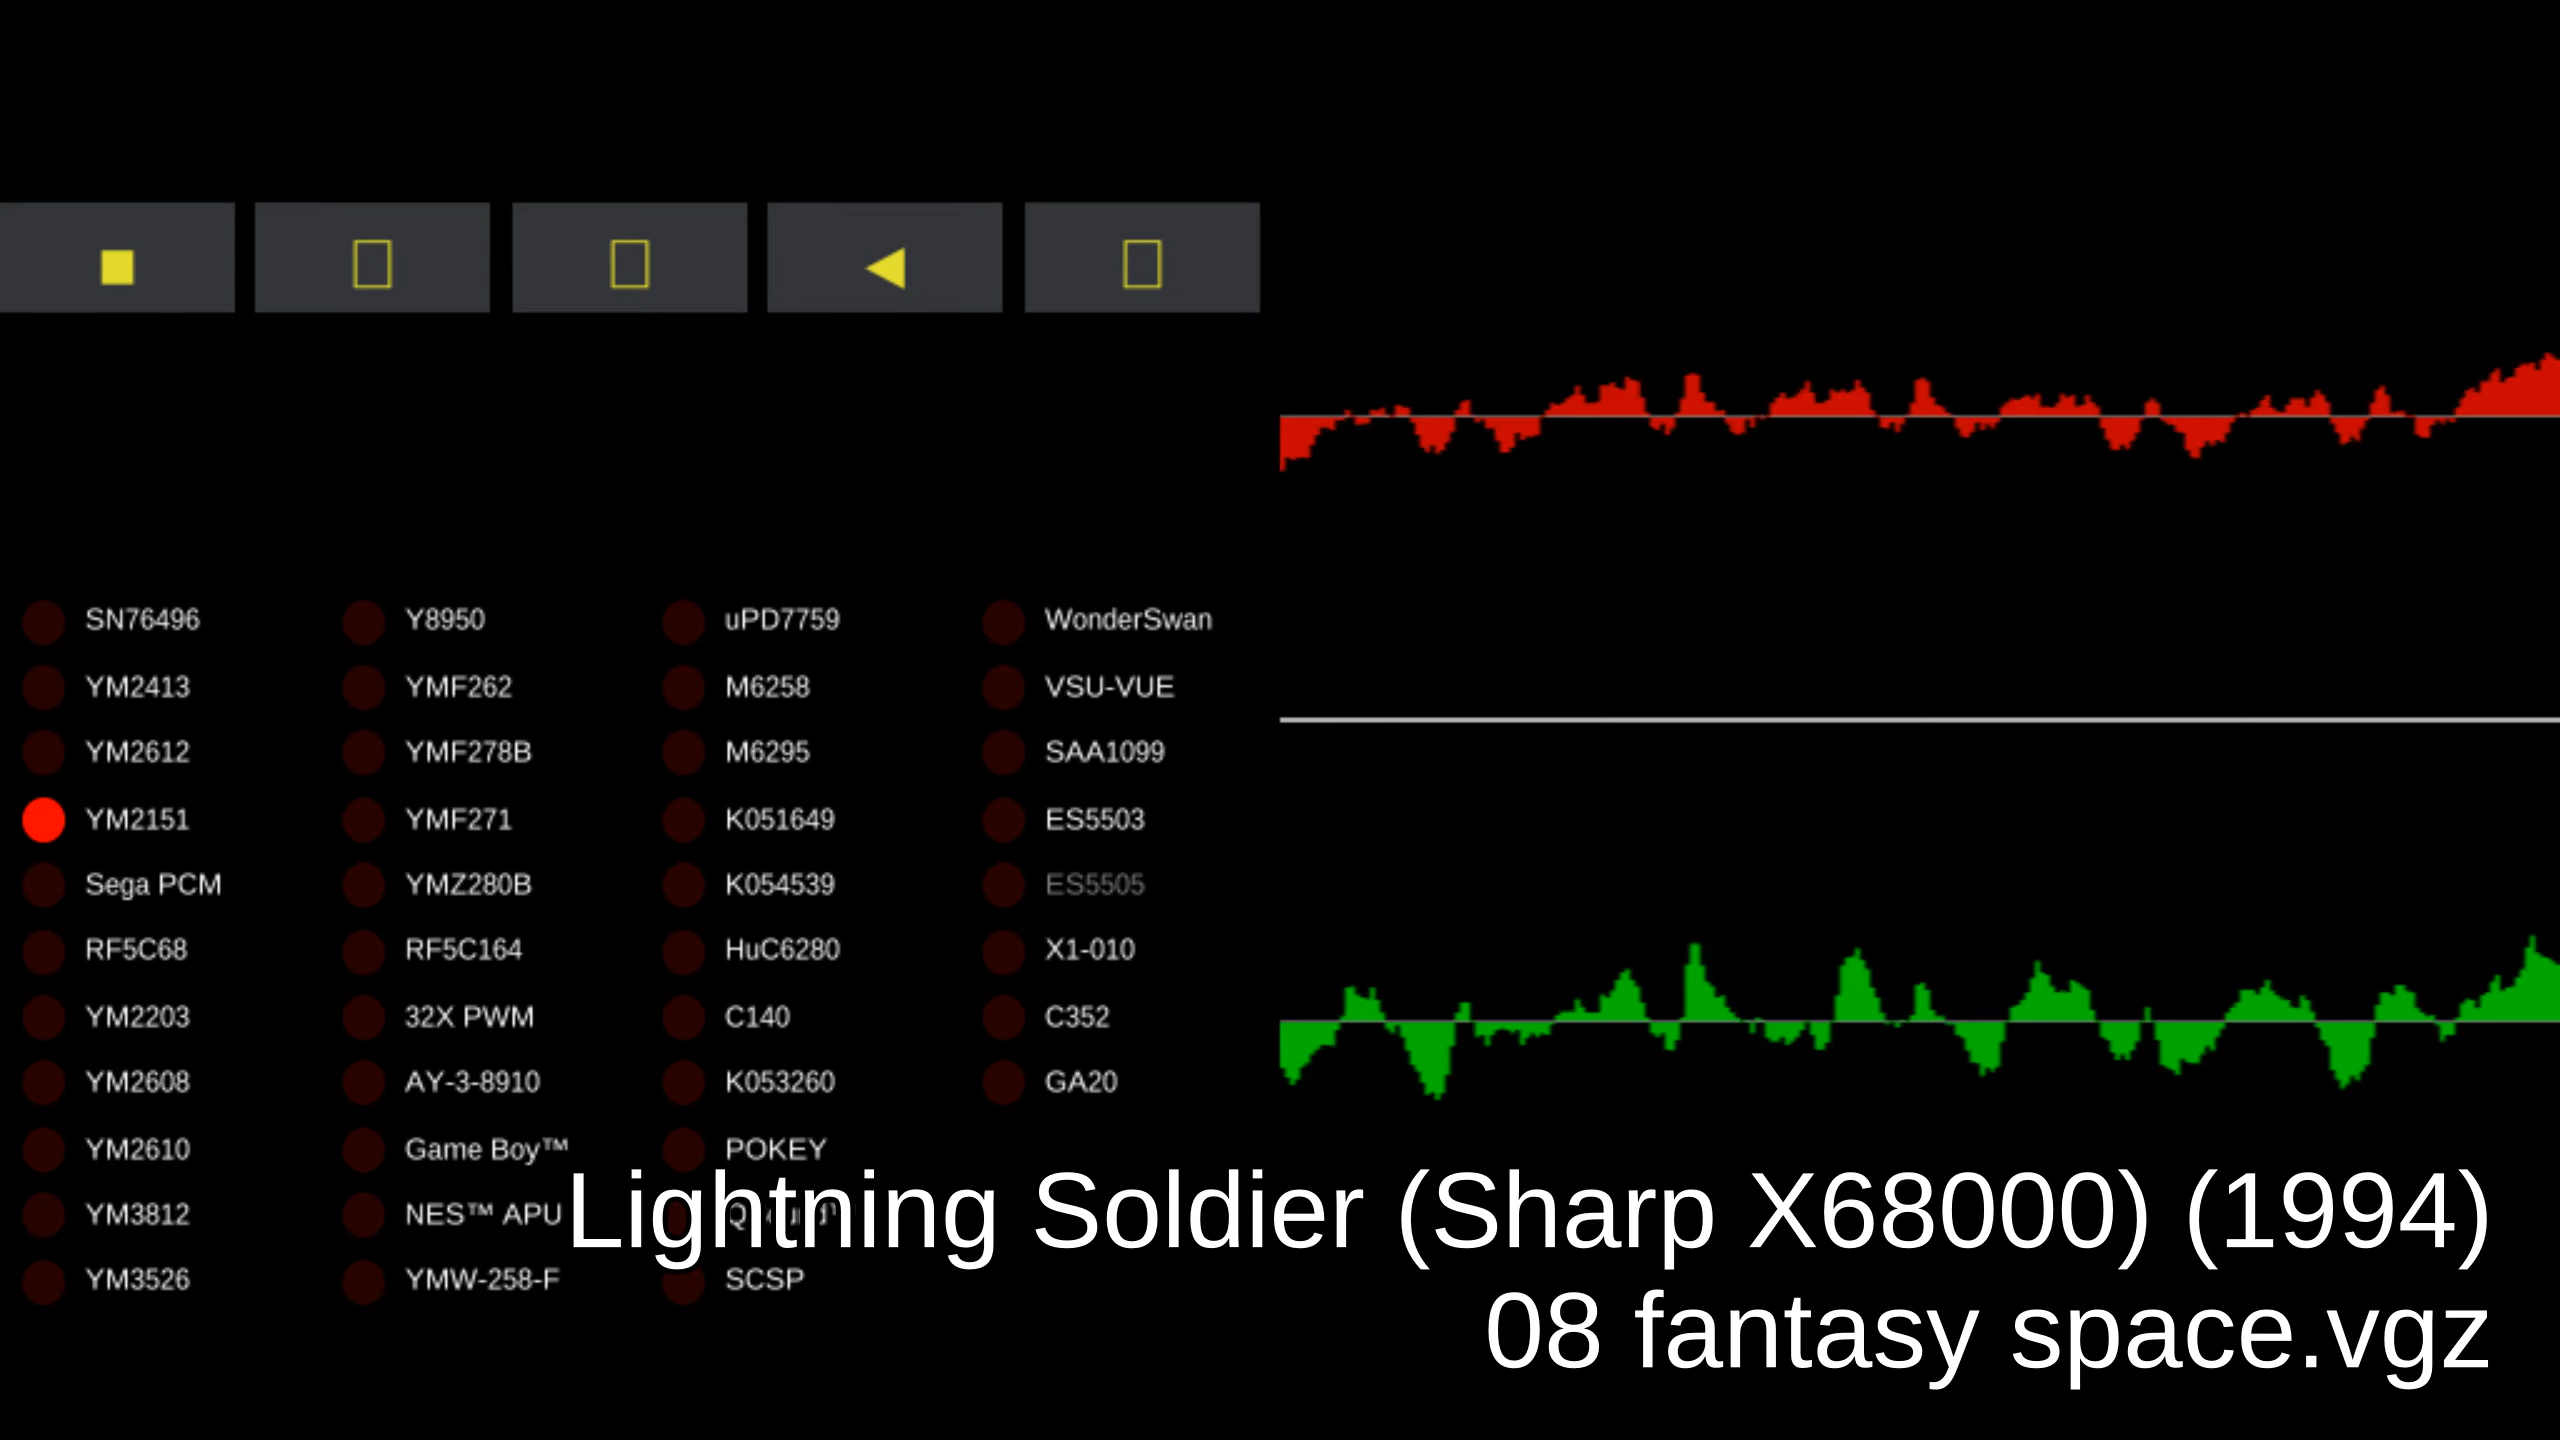 SN76496
YM2413
YM2612
YM2151
Sega PCM
RF5C68
YM2203
YM2608
YM2610
YM3812
YM3526
Y8950
YMF262
YMF278B
YMF271
YMZ280B
RF5C164
32X PWM
AY-3-8910
Game Boy™
NES™ APU
YMW-258-F
uPD7759
M6258
M6295
K051649
K054539
HuC6280
C140
K053260
POKEY
SCSP
WonderSwan
VSU-VUE
SAA1099
ES5503
ES5505
X1-010
C352
GA20
Lightning Soldier (Sharp X68000) (1994)
08 fantasy space.vgz